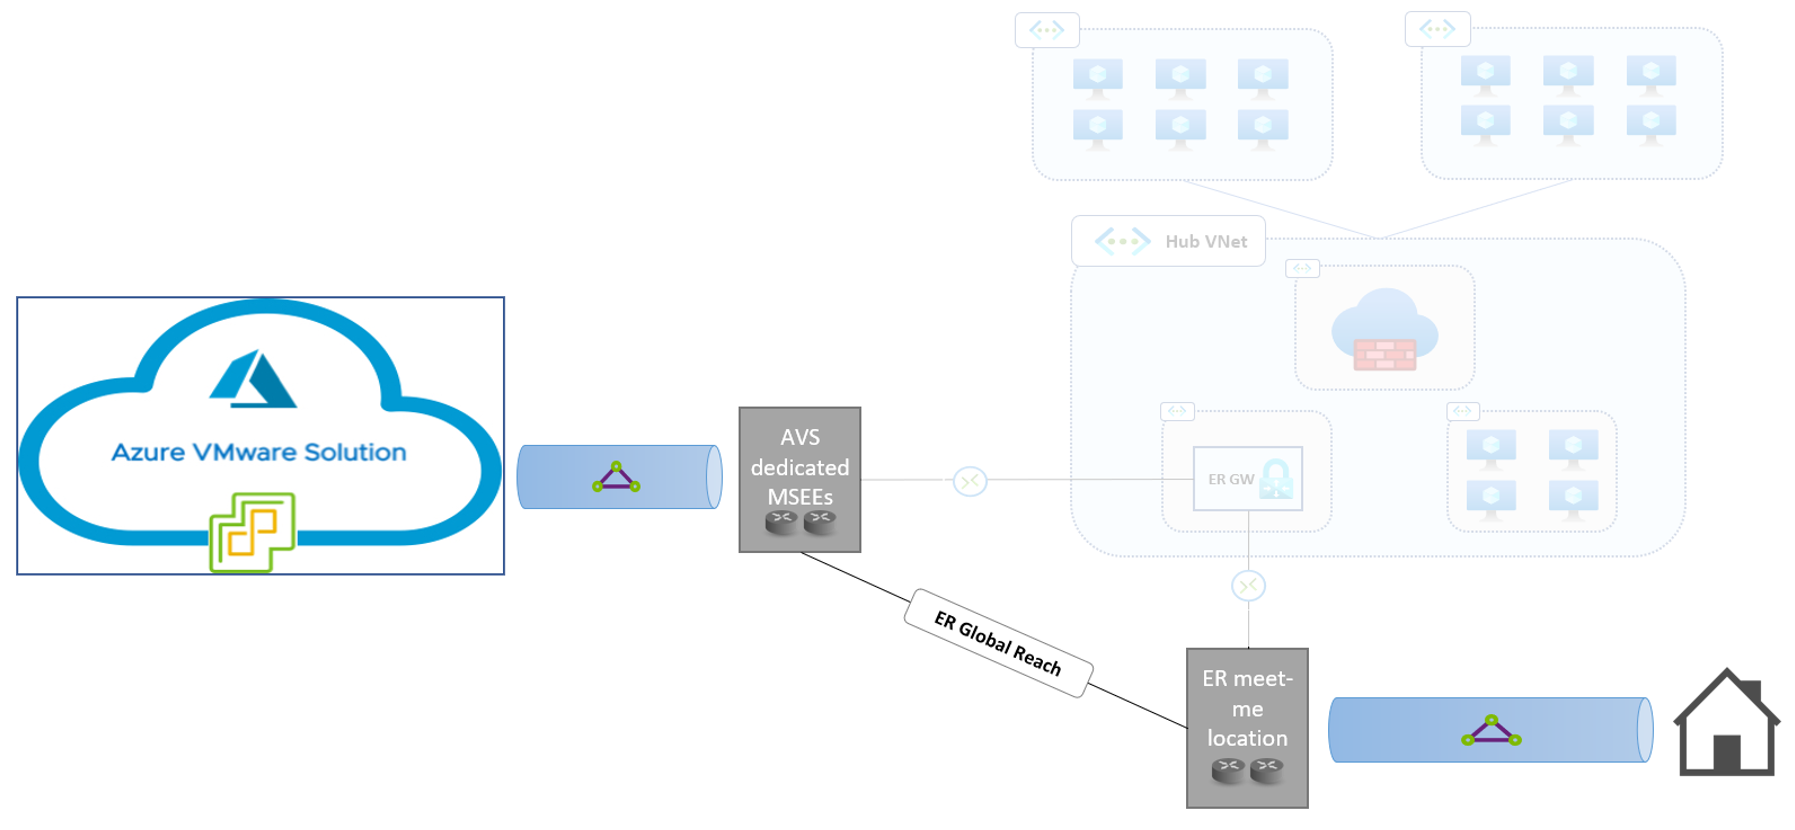 Hub VNet
Azure VMware Solution
AVS
dedicated
MSEEs
ER GW
ER Global Reach
ER meet-
me
location